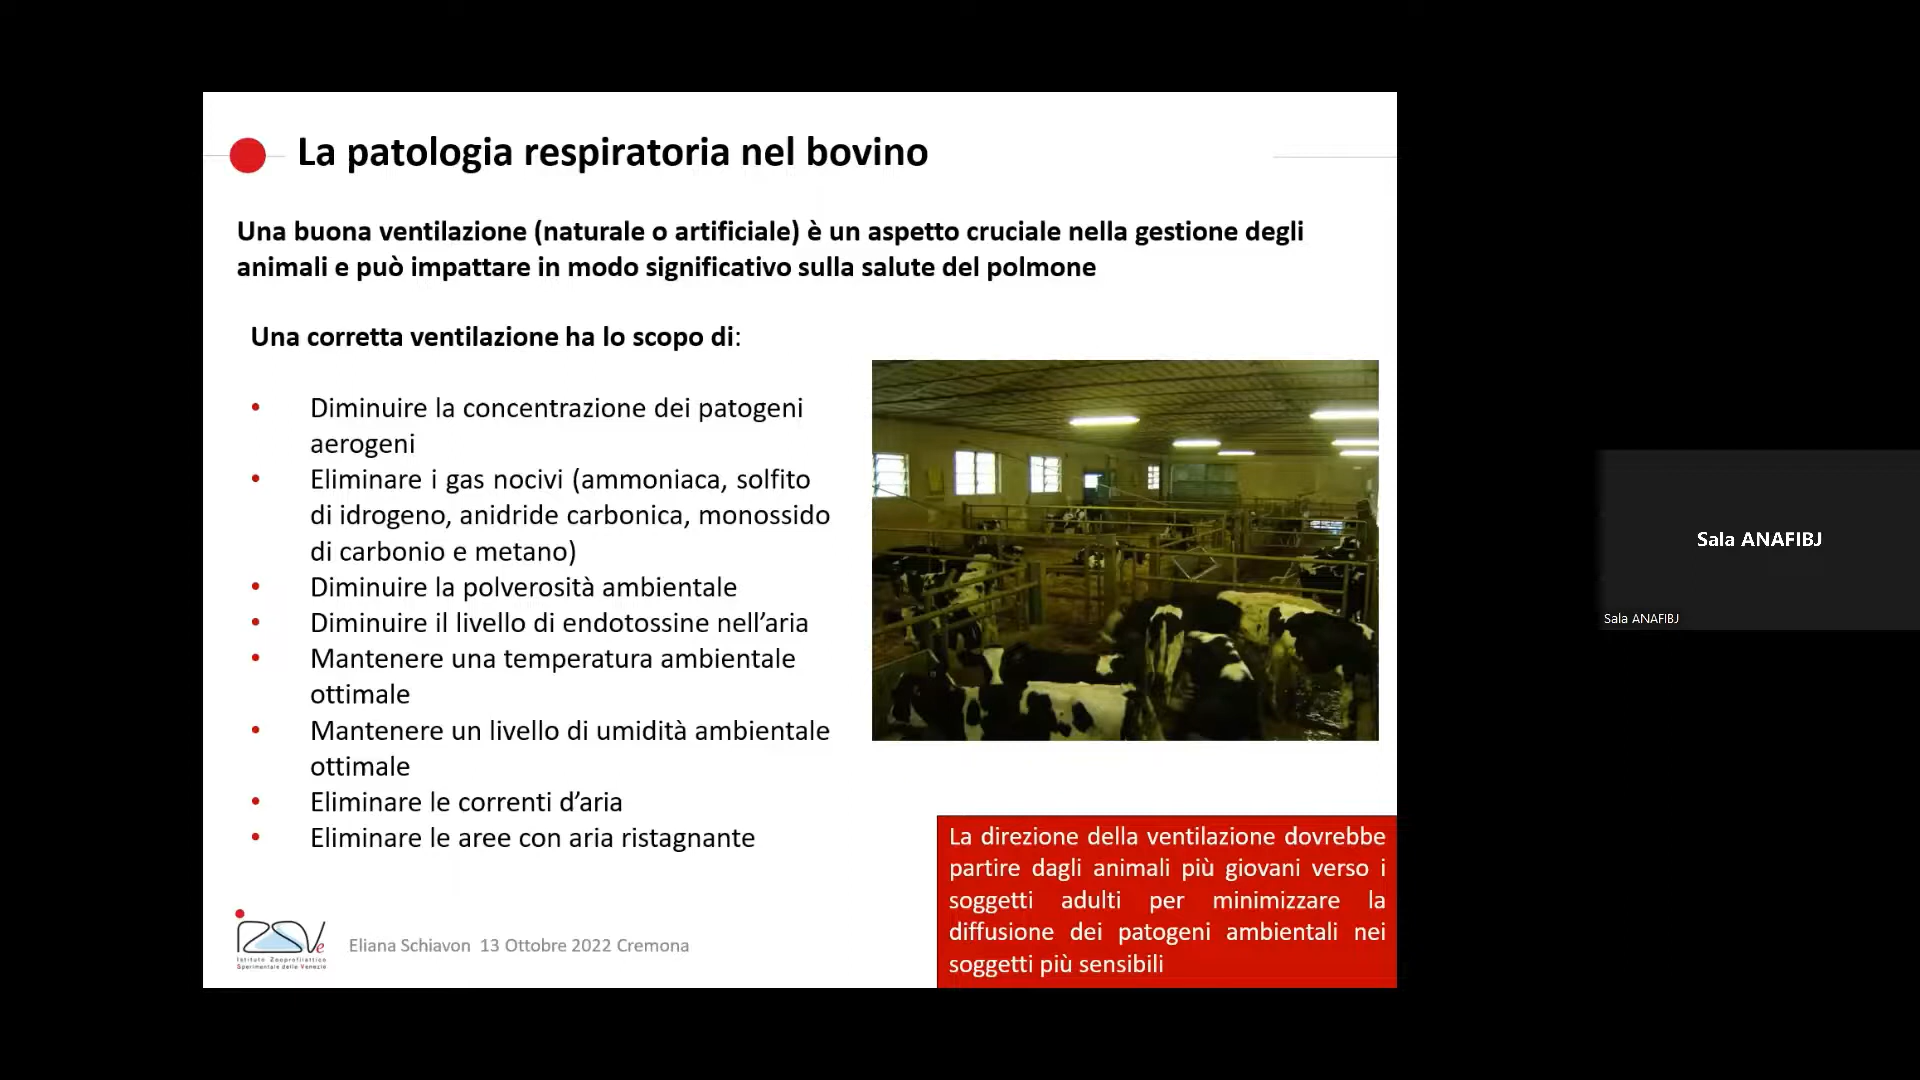 La patologia respiratoria nel bovino
Una buona ventilazione (naturale o artificiale) è un aspetto cruciale nella gestione degli
animali e può impattare in modo significativo sulla salute del polmone
Una corretta ventilazione ha lo scopo di:
• Diminuire la concentrazione dei patogeni
aerogeni
• Eliminare i gas nocivi (ammoniaca, solfito
di idrogeno, anidride carbonica, monossido
di carbonio e metano)
• Diminuire la polverosità ambientale
• Diminuire il livello di endotossine nell’aria
• Mantenere una temperatura ambientale
ottimale
• Mantenere un livello di umidità ambientale
ottimale
• Eliminare le correnti d’aria
• Eliminare le aree con aria ristagnante
La direzione della ventilazione dovrebbe
partire dagli animali più giovani verso i
soggetti adulti per minimizzare la
diffusione dei patogeni ambientali nei
soggetti più sensibili
IZSVe
Istituto Zooprofilattico
Sperimentale delle Venezie
Eliana Schiavon 13 Ottobre 2022 Cremona
Sala ANAFIBJ
Sala ANAFIBJ